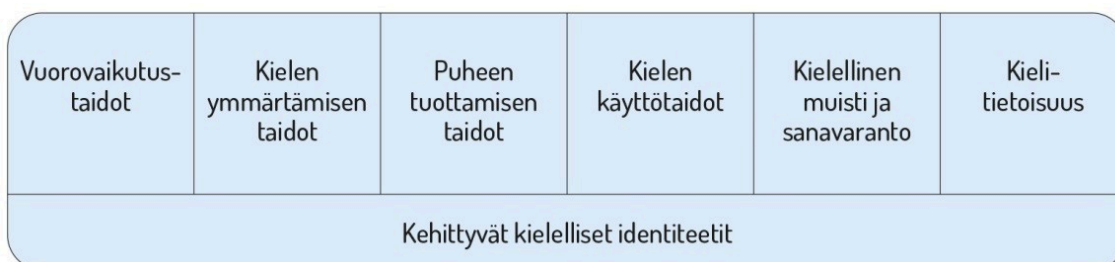 Vuorovaikutus-
taidot
Kielen
ymmärtämisen
taidot
Puheen
tuottamisen
taidot
Kielen
käyttötaidot
Kielellinen
muisti ja
sanavaranto
Kieli-
tietoisuus
Kehittyvät kielelliset identiteetit